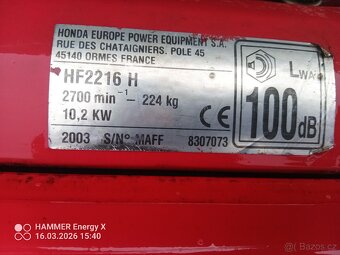 HONDA EUROPE POWER EQUIPMENT S.A.
RUE DES CHATAIGNIERS. POLE 45
45140 ORMES FRANCE
HF2216 H
2700 min⁻¹ – 224 kg
10,2 KW
CE
2003 S/N° MAFF 8307073
LWA
100dB
HAMMER Energy X
16.03.2026 15:40
Bazoš.cz